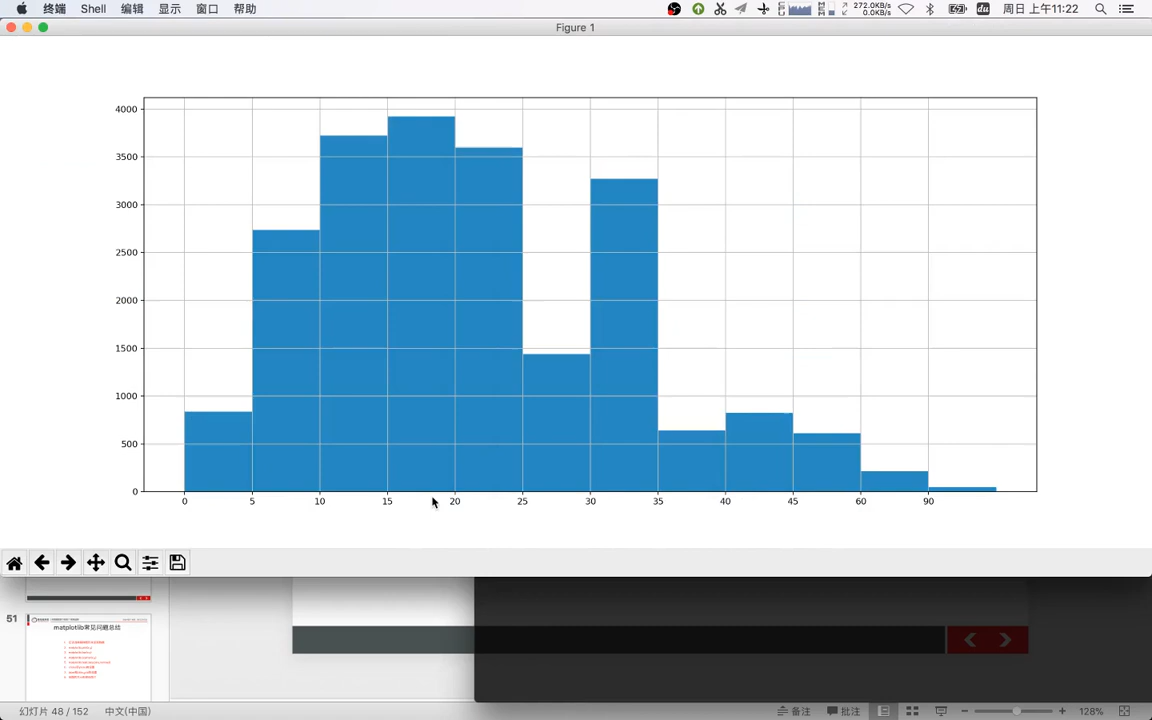 终端 Shell 编辑 显示 窗口 帮助 272.0KB/s 0.0KB/s 周日 上午11:22
Figure 1
4000
3500
3000
2500
2000
1500
1000
500
0
0 5 10 15 20 25 30 35 40 45 60 90
51
matplotlib常见问题总结
幻灯片 48 / 152 中文(中国) 备注 批注 128%